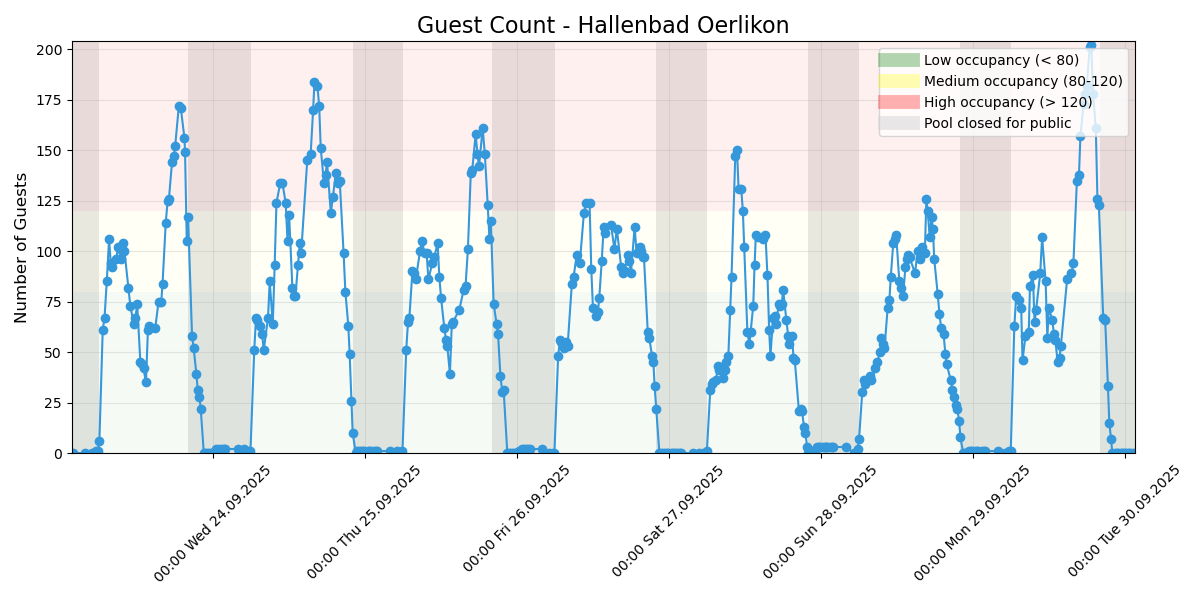 Guest Count - Hallenbad Oerlikon
Number of Guests
200
175
150
125
100
75
50
25
0
Low occupancy (< 80)
Medium occupancy (80-120)
High occupancy (> 120)
Pool closed for public
00:00 Wed 24.09.2025
00:00 Thu 25.09.2025
00:00 Fri 26.09.2025
00:00 Sat 27.09.2025
00:00 Sun 28.09.2025
00:00 Mon 29.09.2025
00:00 Tue 30.09.2025